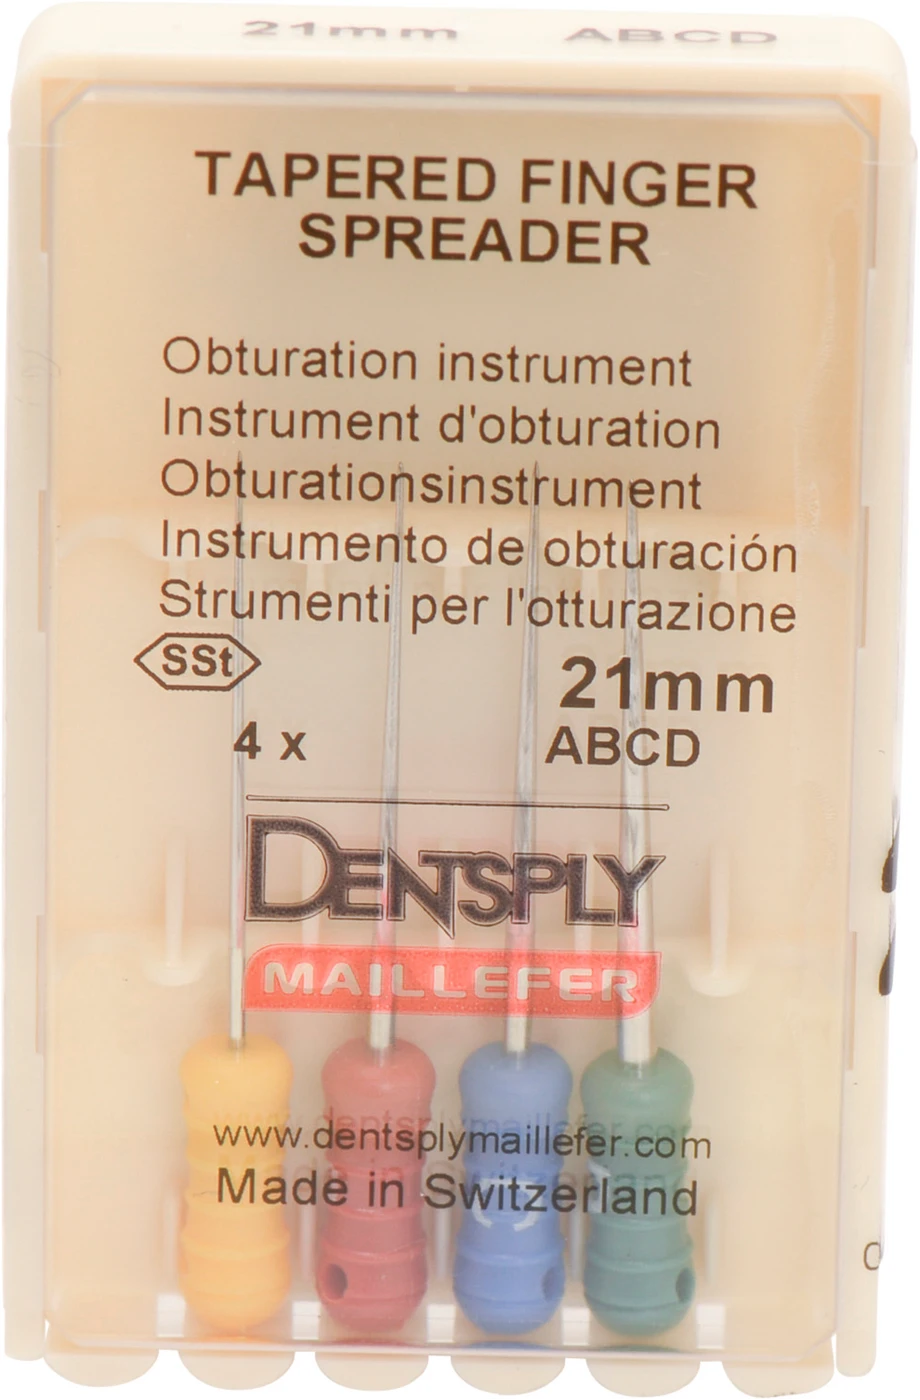 21mm ABCD
TAPERED FINGER
SPREADER
Obturation instrument
Instrument d'obturation
Obturationsinstrument
Instrumento de obturación
Strumenti per l'otturazione
SSt
21mm
4 x
ABCD
DENTSPLY
MAILLEFER
www.dentsplymaillefer.com
Made in Switzerland